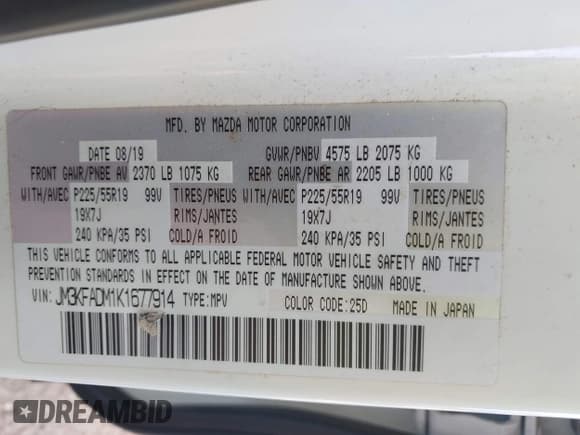 MFD. BY MAZDA MOTOR CORPORATION
DATE 08/19 GVWR/PNBV 4575 LB 2075 KG
FRONT GAWR/PNBE AV 2370 LB 1075 KG REAR GAWR/PNBE AR 2205 LB 1000 KG
WITH/AVEC P225/55R19 99V TIRES/PNEUS WITH/AVEC P225/55R19 99V TIRES/PNEUS
19X7J RIMS/JANTES 19X7J RIMS/JANTES
240 KPA/35 PSI COLD/A FROID 240 KPA/35 PSI COLD/A FROID
THIS VEHICLE CONFORMS TO ALL APPLICABLE FEDERAL MOTOR VEHICLE SAFETY AND THEFT
PREVENTION STANDARDS IN EFFECT ON THE DATE OF MANUFACTURE SHOWN ABOVE.
VIN: JM3KFADM1K1677914 TYPE:MPV COLOR CODE:25D MADE IN JAPAN
DREAMBID